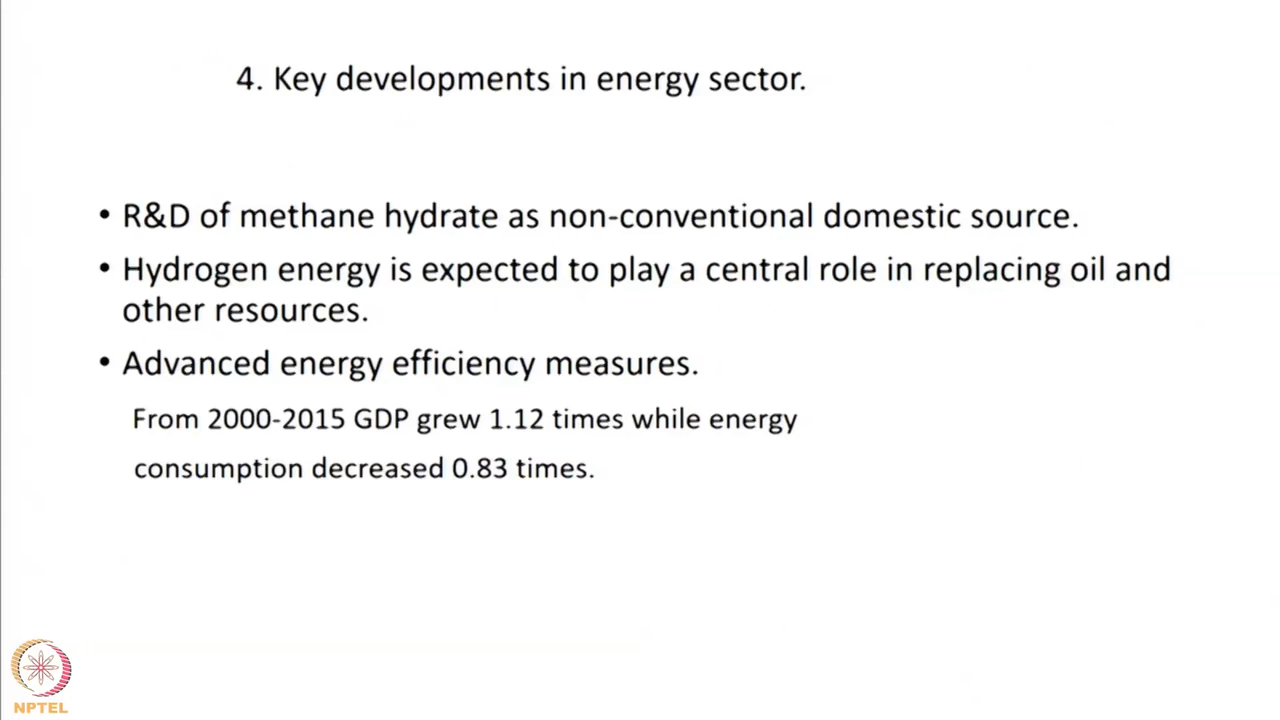 4. Key developments in energy sector.
• R&D of methane hydrate as non-conventional domestic source.
• Hydrogen energy is expected to play a central role in replacing oil and
other resources.
• Advanced energy efficiency measures.
From 2000-2015 GDP grew 1.12 times while energy
consumption decreased 0.83 times.
NPTEL